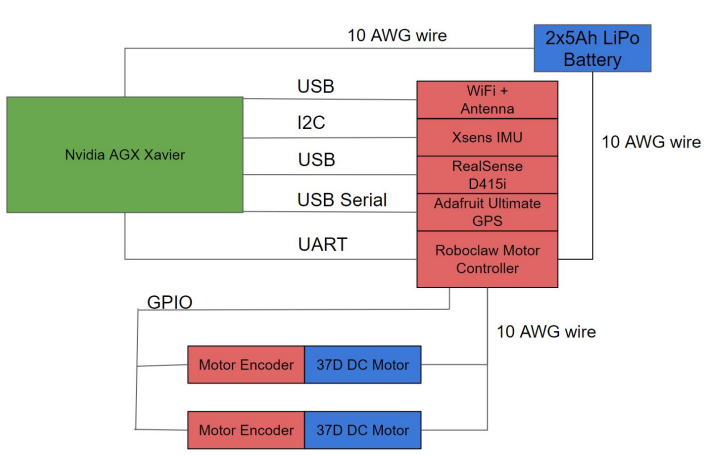 10 AWG wire
2x5Ah LiPo
Battery
USB
WiFi +
Antenna
I2C
Xsens IMU
10 AWG wire
Nvidia AGX Xavier
USB
RealSense
D415i
USB Serial
Adafruit Ultimate
GPS
UART
Roboclaw Motor
Controller
GPIO
10 AWG wire
Motor Encoder
37D DC Motor
Motor Encoder
37D DC Motor